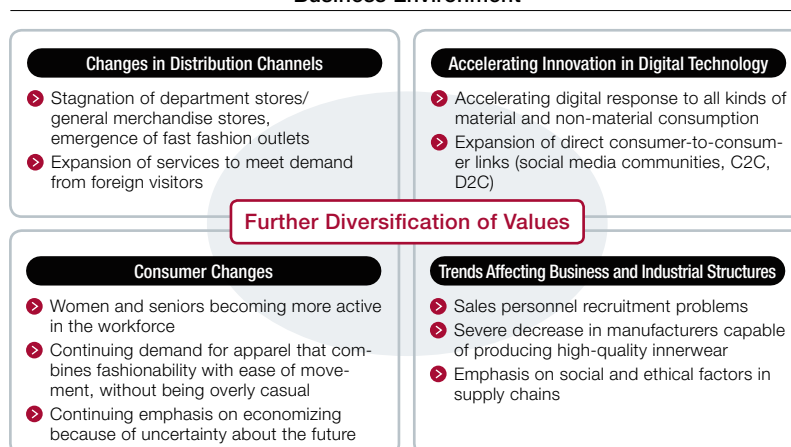 Business Environment
Changes in Distribution Channels
Stagnation of department stores/
general merchandise stores,
emergence of fast fashion outlets
Expansion of services to meet demand
from foreign visitors
Accelerating Innovation in Digital Technology
Accelerating digital response to all kinds of
material and non-material consumption
Expansion of direct consumer-to-consum-
er links (social media communities, C2C,
D2C)
Further Diversification of Values
Consumer Changes
Women and seniors becoming more active
in the workforce
Continuing demand for apparel that com-
bines fashionability with ease of move-
ment, without being overly casual
Continuing emphasis on economizing
because of uncertainty about the future
Trends Affecting Business and Industrial Structures
Sales personnel recruitment problems
Severe decrease in manufacturers capable
of producing high-quality innerwear
Emphasis on social and ethical factors in
supply chains